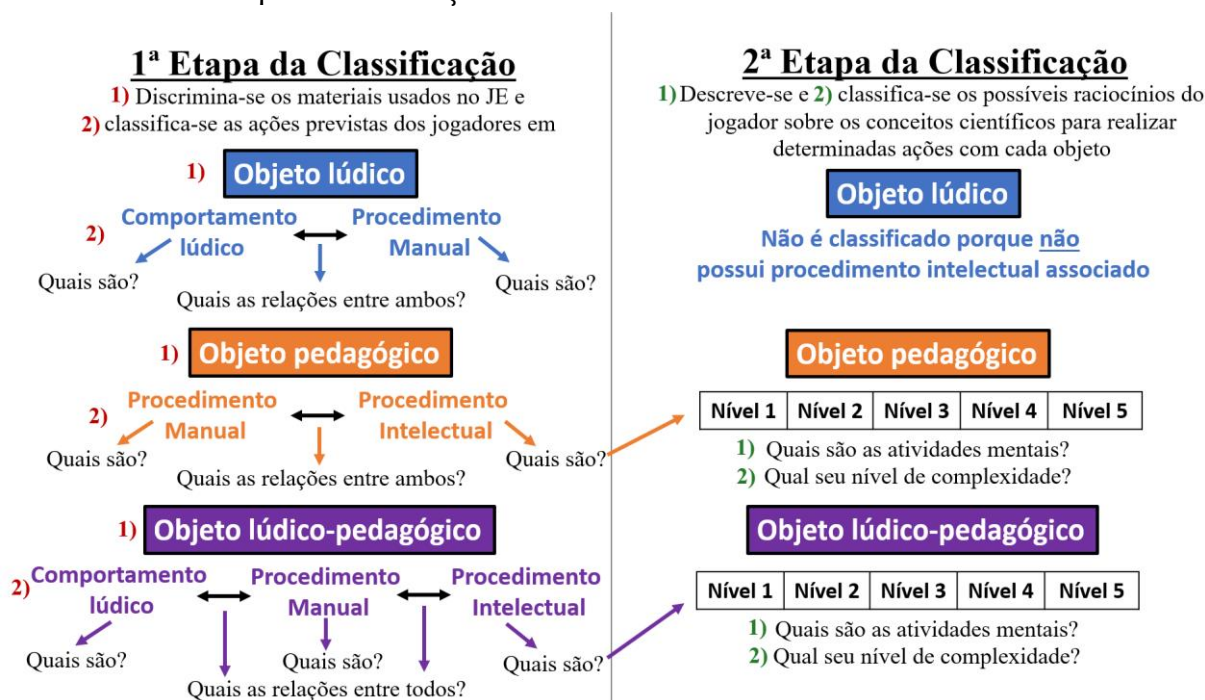 1ª Etapa da Classificação
1) Discrimina-se os materiais usados no JE e
2) classifica-se as ações previstas dos jogadores em
1) Objeto lúdico
2) Comportamento lúdico
Procedimento Manual
Quais são?
Quais as relações entre ambos?
Quais são?
1) Objeto pedagógico
2) Procedimento Manual
Procedimento Intelectual
Quais são?
Quais as relações entre ambos?
Quais são?
1) Objeto lúdico-pedagógico
2) Comportamento lúdico
Procedimento Manual
Procedimento Intelectual
Quais são?
Quais são?
Quais são?
Quais as relações entre todos?
2ª Etapa da Classificação
1) Descreve-se e 2) classifica-se os possíveis raciocínios do
jogador sobre os conceitos científicos para realizar
determinadas ações com cada objeto
Objeto lúdico
Não é classificado porque não
possui procedimento intelectual associado
Objeto pedagógico
Nível 1 Nível 2 Nível 3 Nível 4 Nível 5
1) Quais são as atividades mentais?
2) Qual seu nível de complexidade?
Objeto lúdico-pedagógico
Nível 1 Nível 2 Nível 3 Nível 4 Nível 5
1) Quais são as atividades mentais?
2) Qual seu nível de complexidade?